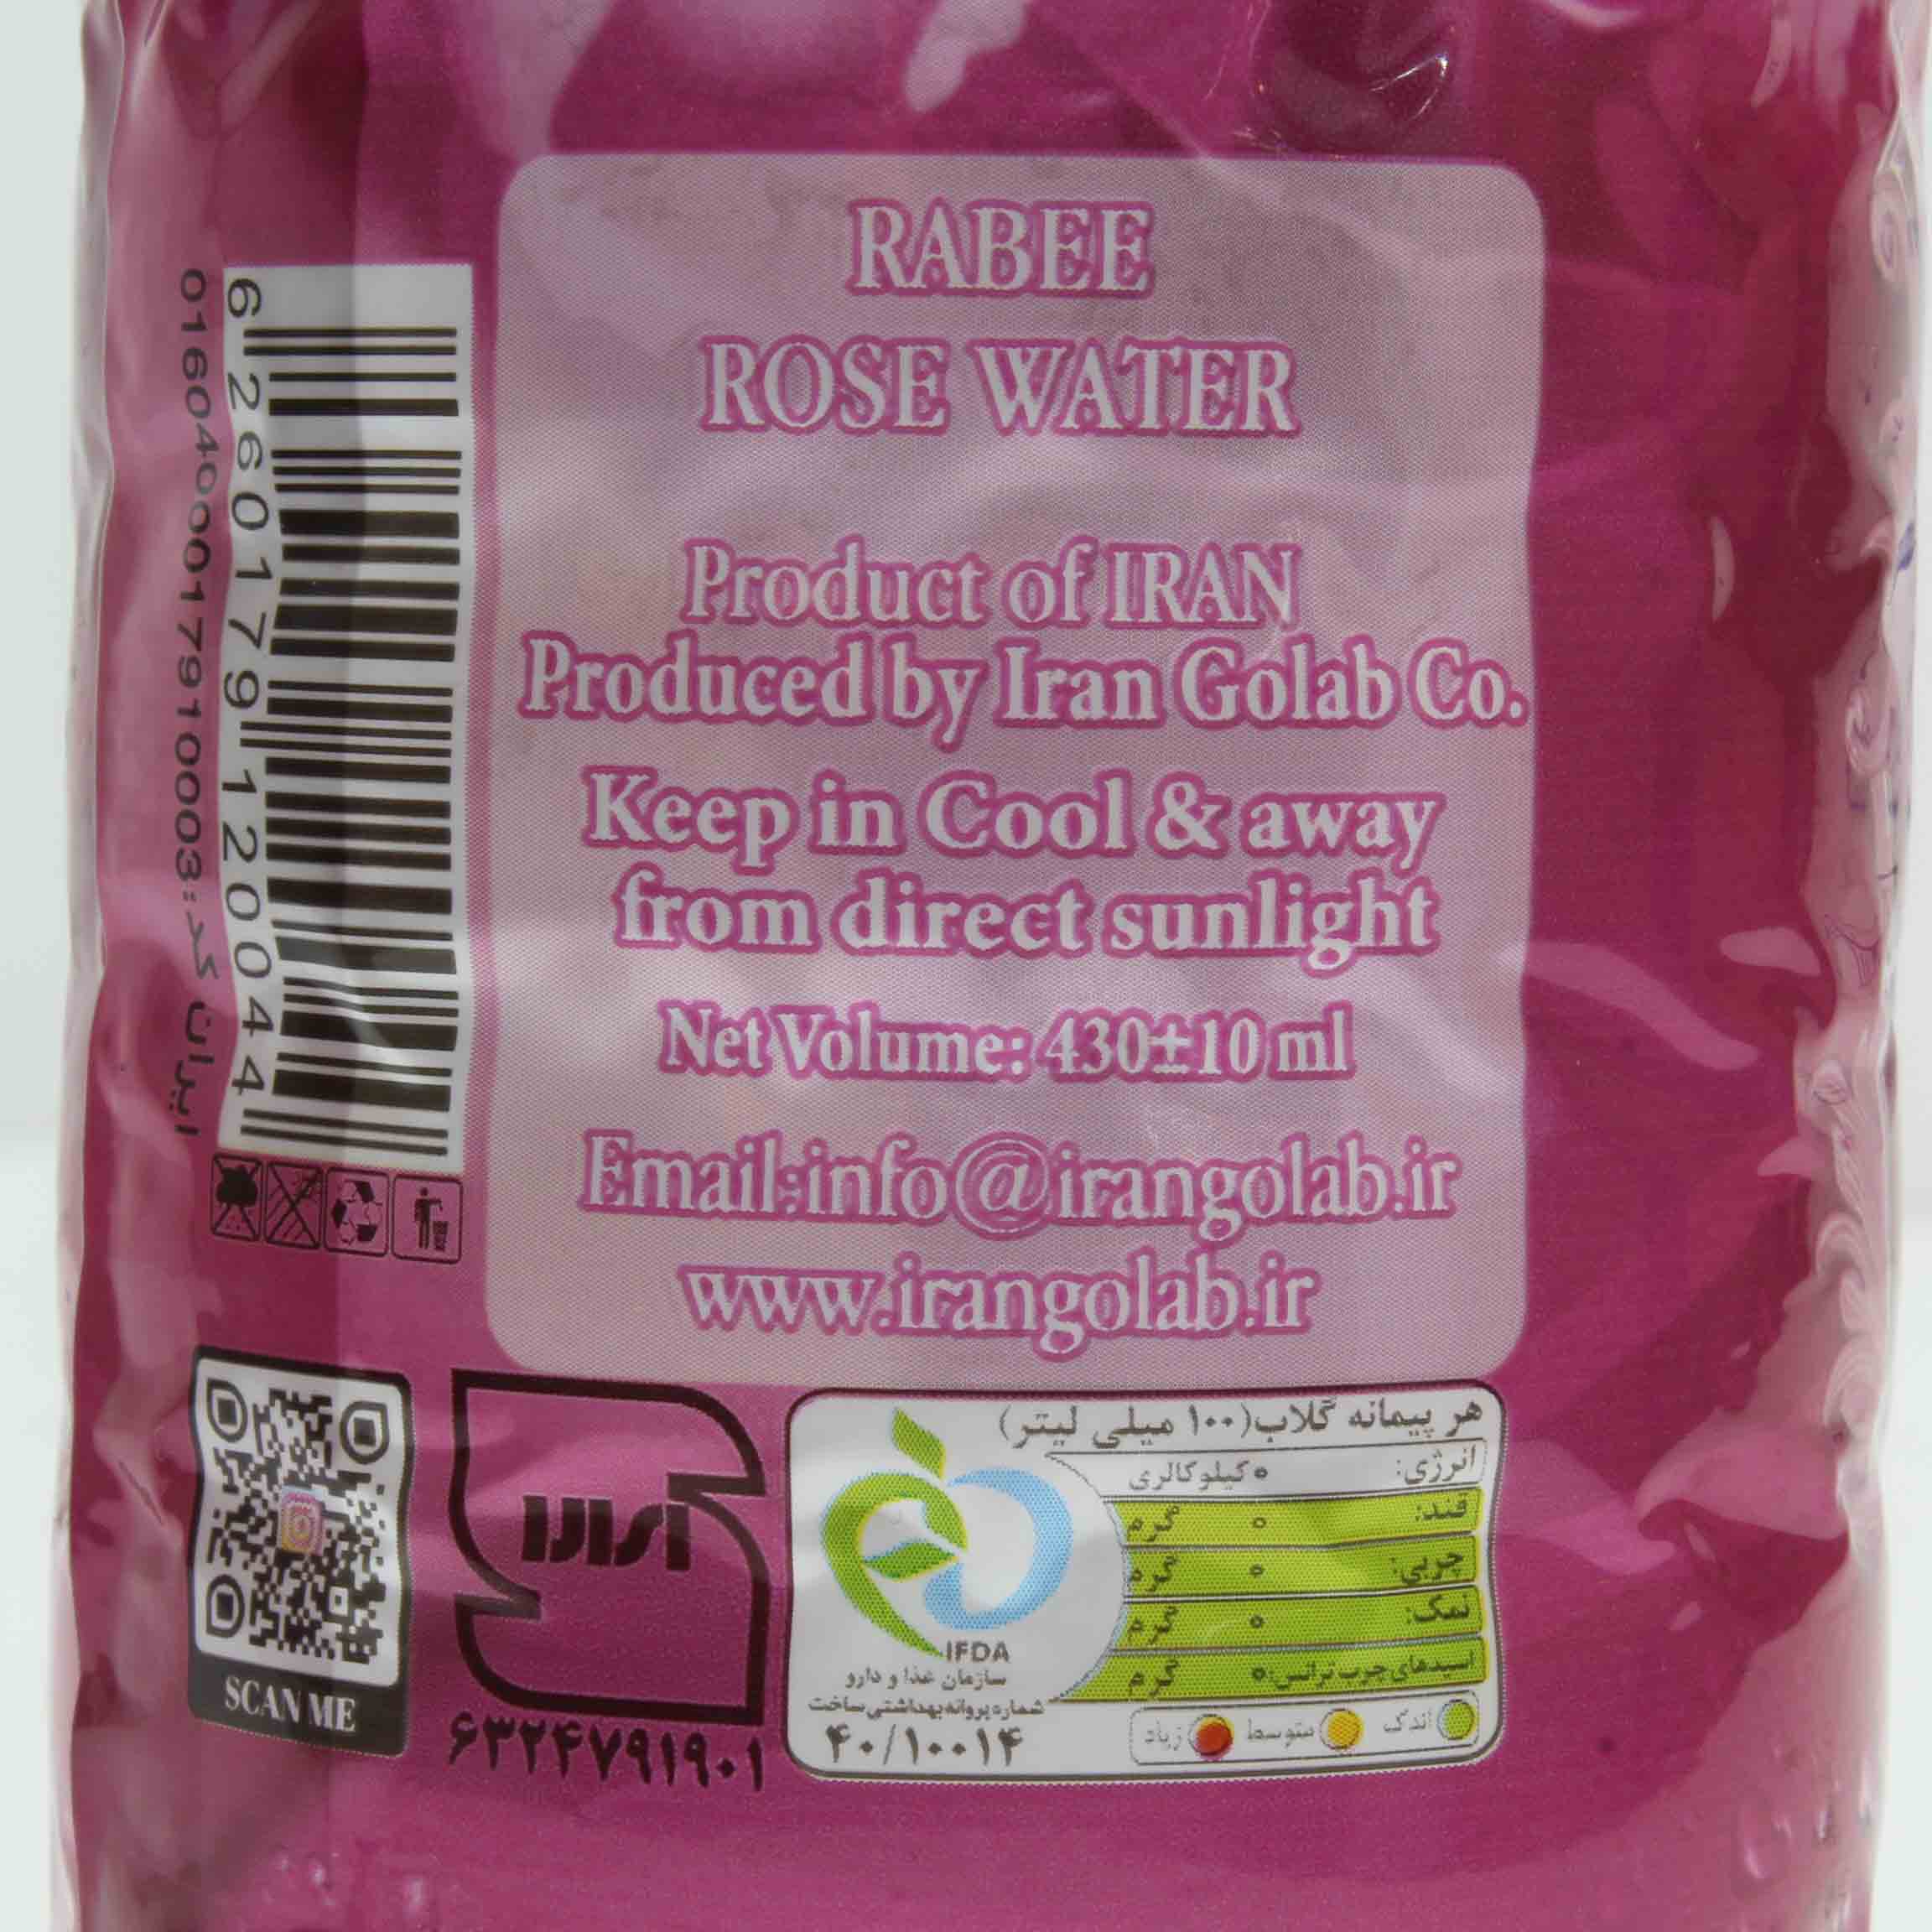 RABEE
ROSE WATER
Product of IRAN
Produced by Iran Golab Co.
Keep in Cool & away
from direct sunlight
Net Volume: 430±10 ml
Email:info@irangolab.ir
www.irangolab.ir
6260179120044
ایران کد:0160400017910003
SCAN ME
۶۳۲۴۷۹۱۹۰۱
هر پیمانه گلاب(۱۰۰ میلی لیتر)
انرژی: ۰ کیلوکالری
قند: ۰ گرم
چربی: ۰ گرم
نمک: ۰ گرم
اسیدهای چرب ترانس: ۰ گرم
اندک متوسط زیاد
IFDA
سازمان غذا و دارو
شماره پروانه بهداشتی ساخت
۴۰/۱۰۰۱۴